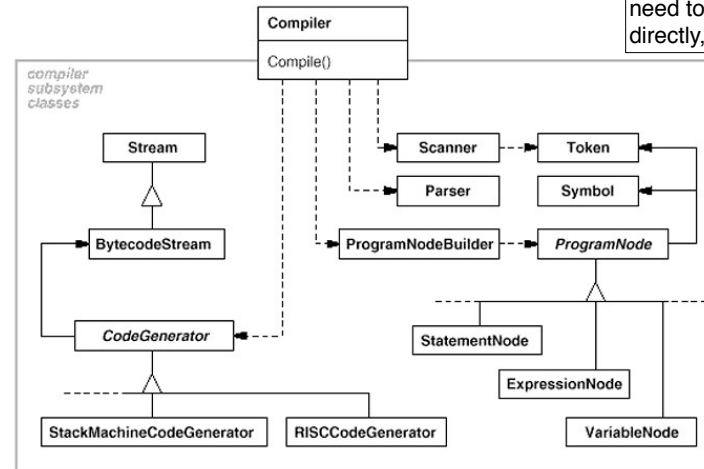 need to
directly,
Compiler
Compile()
compiler
subsystem
classes
Stream
Scanner
Token
Parser
Symbol
BytecodeStream
ProgramNodeBuilder
ProgramNode
CodeGenerator
StatementNode
ExpressionNode
StackMachineCodeGenerator
RISCCodeGenerator
VariableNode